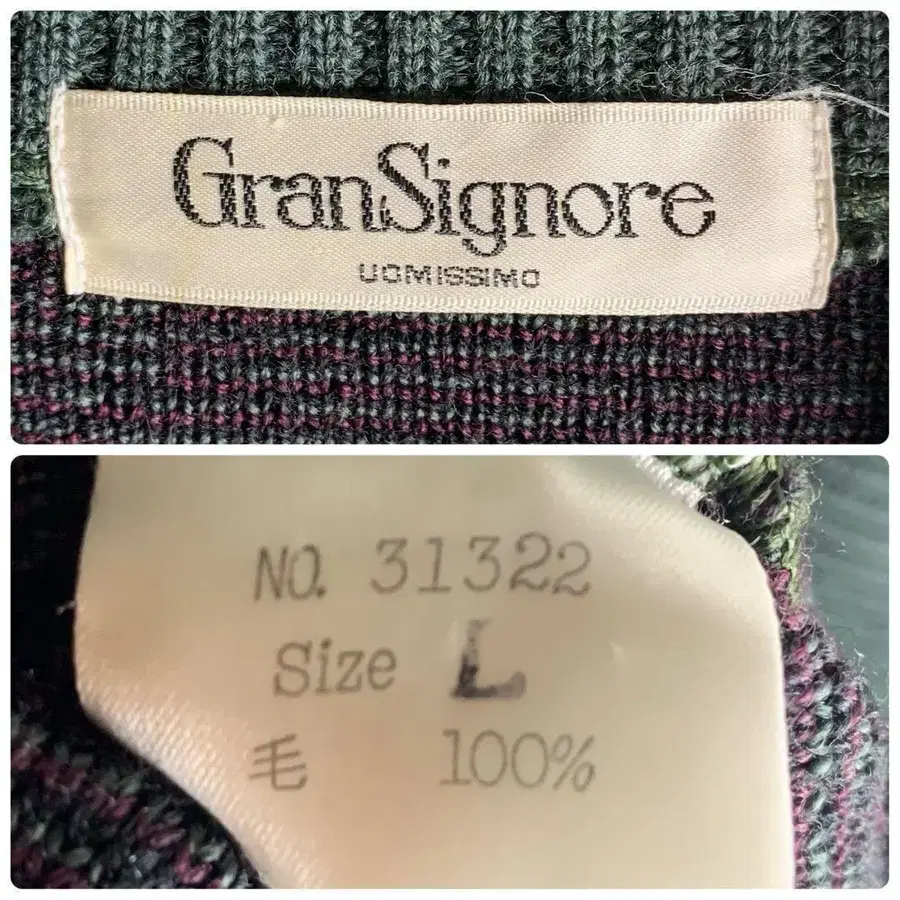 GranSignore
UOMISSIMO
NO. 31322
Size L
毛 100%